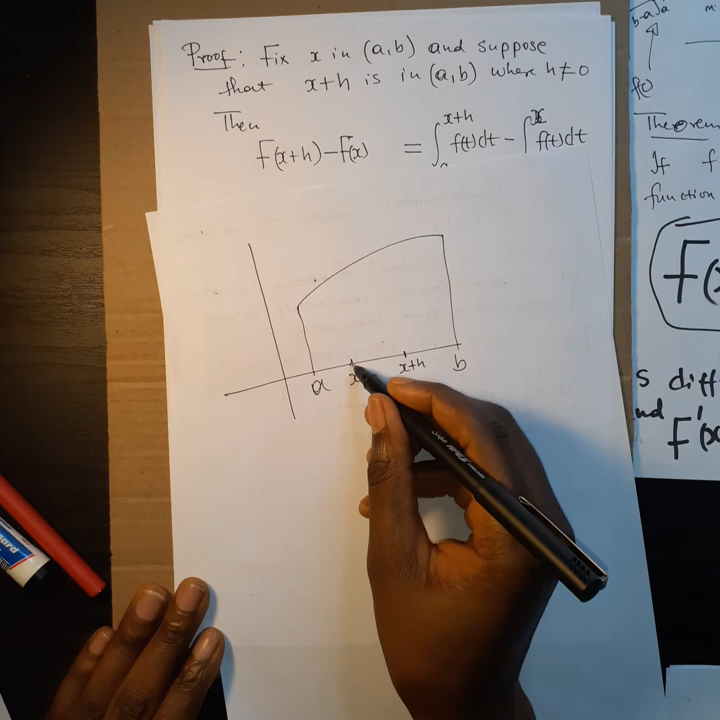 Proof: Fix x in (a,b) and suppose
that x+h is in (a,b) where h≠0
Then
F(x+h)-F(x) = ∫ₐ^{x+h} f(t)dt - ∫^{x} f(t)dt
a x x+h b
b-a
f(c)
Theorem
If f
function
F(x
s diff
nd F'(x